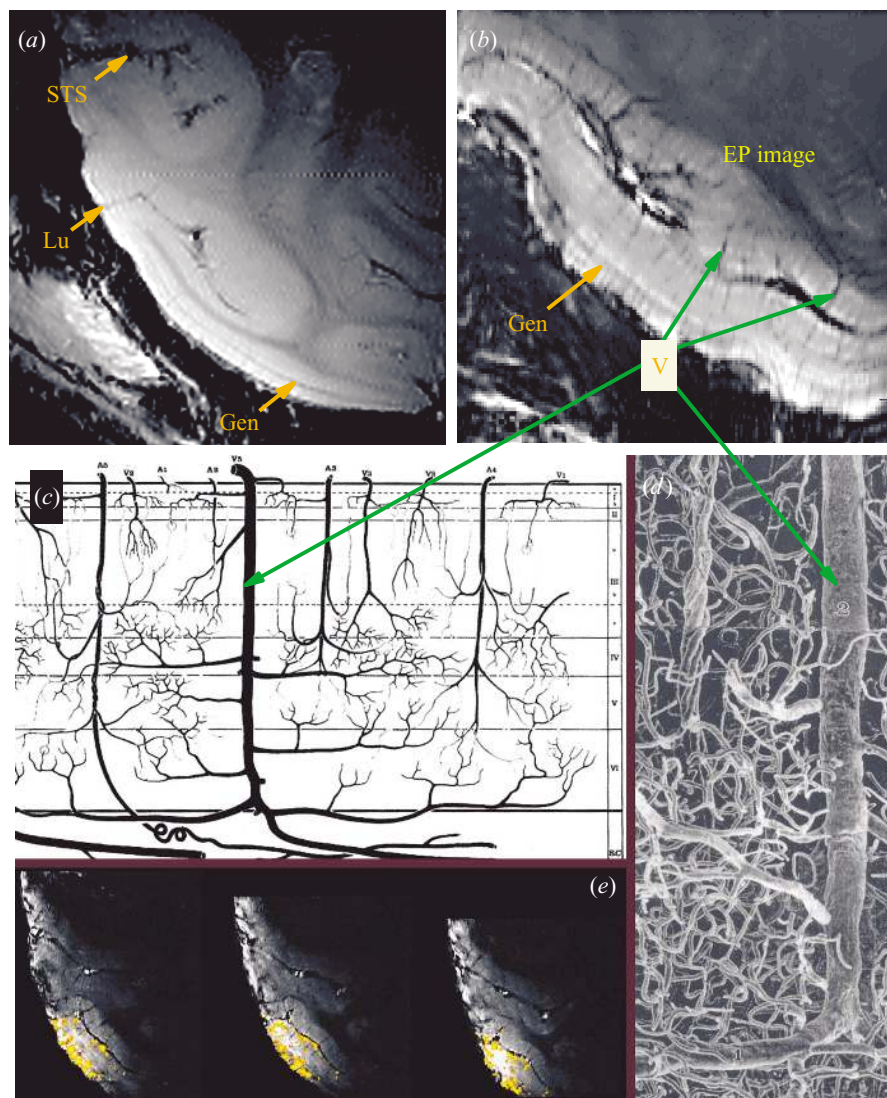 (a)
STS
Lu
Gen
(b)
EP image
Gen
V
(c)
A5 V2 A1 A2 V5 A3 V3 V3 A4 V1
II
III
IV
V
VI
(d)
2
1
(e)